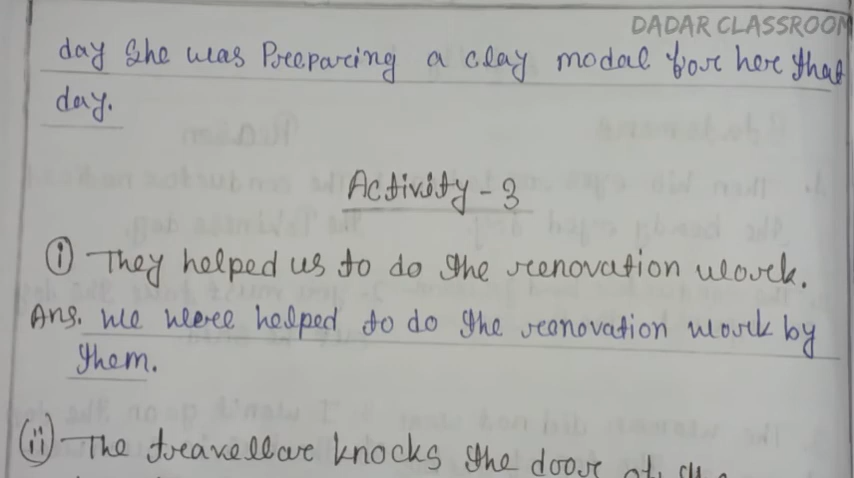 DADAR CLASSROOM
day she was Preparing a clay modal for her that
day.
Activity - 3
(i) They helped us to do the renovation work.
Ans. We were helped to do the renovation work by
them.
(ii) The traveller knocks the door at